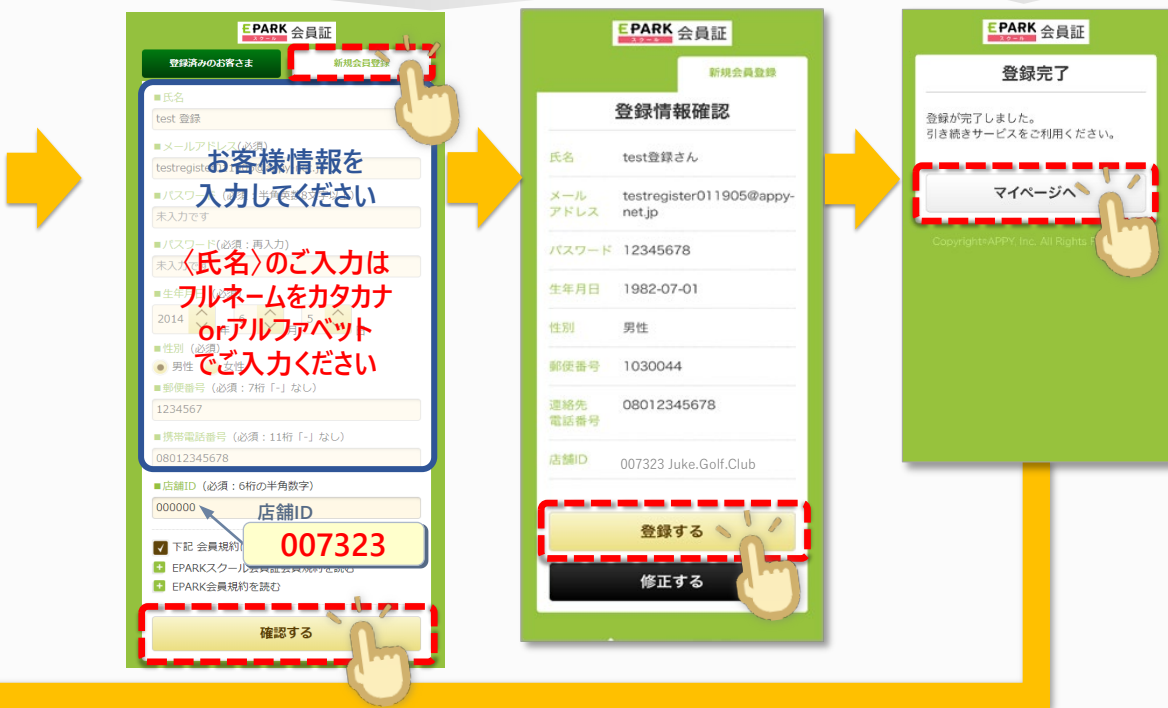 EPARK 会員証
スクール
登録済みのお客さま
新規会員登録
■氏名
test 登録
■メールアドレス(必須)
お客様情報を
入力してください
未入力です
■パスワード(必須：再入力)
〈氏名〉のご入力は
フルネームをカタカナ
orアルファベット
でご入力ください
2014
■性別 (必須)
男性
女性
■郵便番号 (必須：7桁「-」なし)
1234567
■携帯電話番号 (必須：11桁「-」なし)
08012345678
■店舗ID (必須：6桁の半角数字)
000000
店舗ID
007323
下記 会員規約
EPARKスクール会員証会員規約を読む
EPARK会員規約を読む
確認する
EPARK 会員証
スクール
新規会員登録
登録情報確認
氏名 test登録さん
メール testregister011905@appy-
アドレス net.jp
パスワード 12345678
生年月日 1982-07-01
性別 男性
郵便番号 1030044
連絡先 08012345678
電話番号
店舗ID 007323 Juke.Golf.Club
登録する
修正する
EPARK 会員証
スクール
登録完了
登録が完了しました。
引き続きサービスをご利用ください。
マイページへ
Copyright©APPY, Inc. All Rights